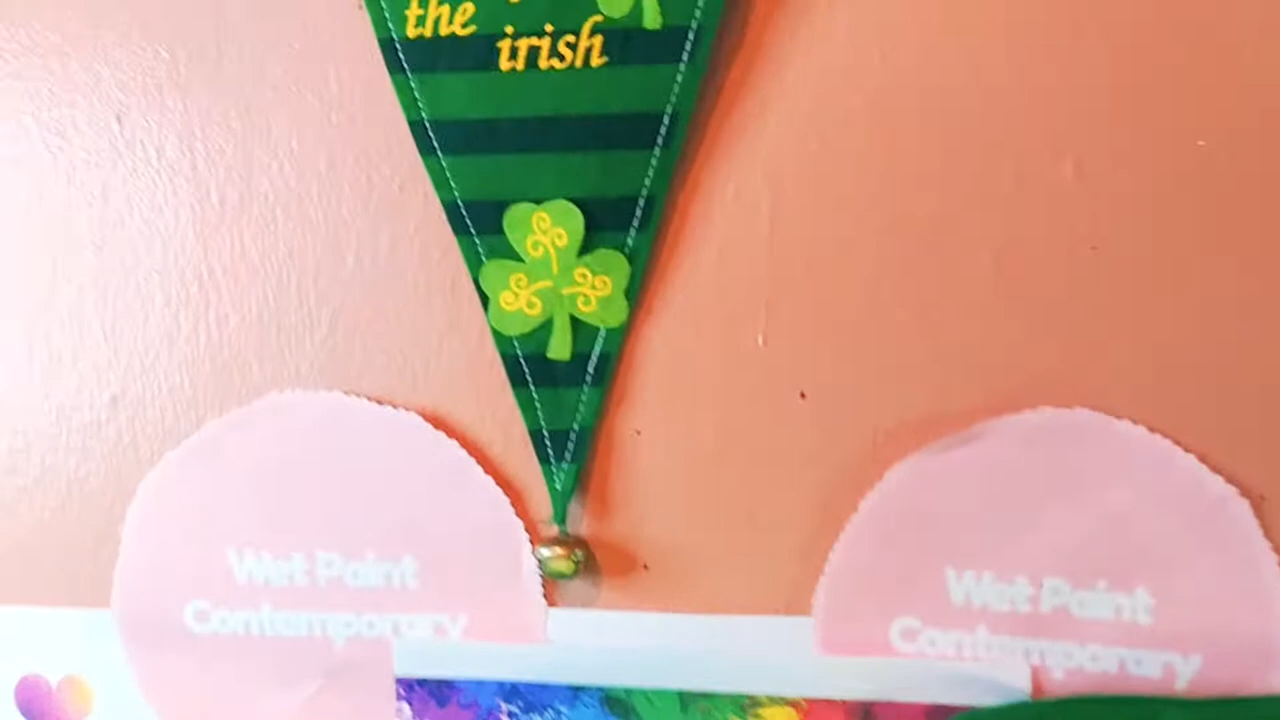 the
irish
Wet Paint
Contemporary
Wet Paint
Contemporary